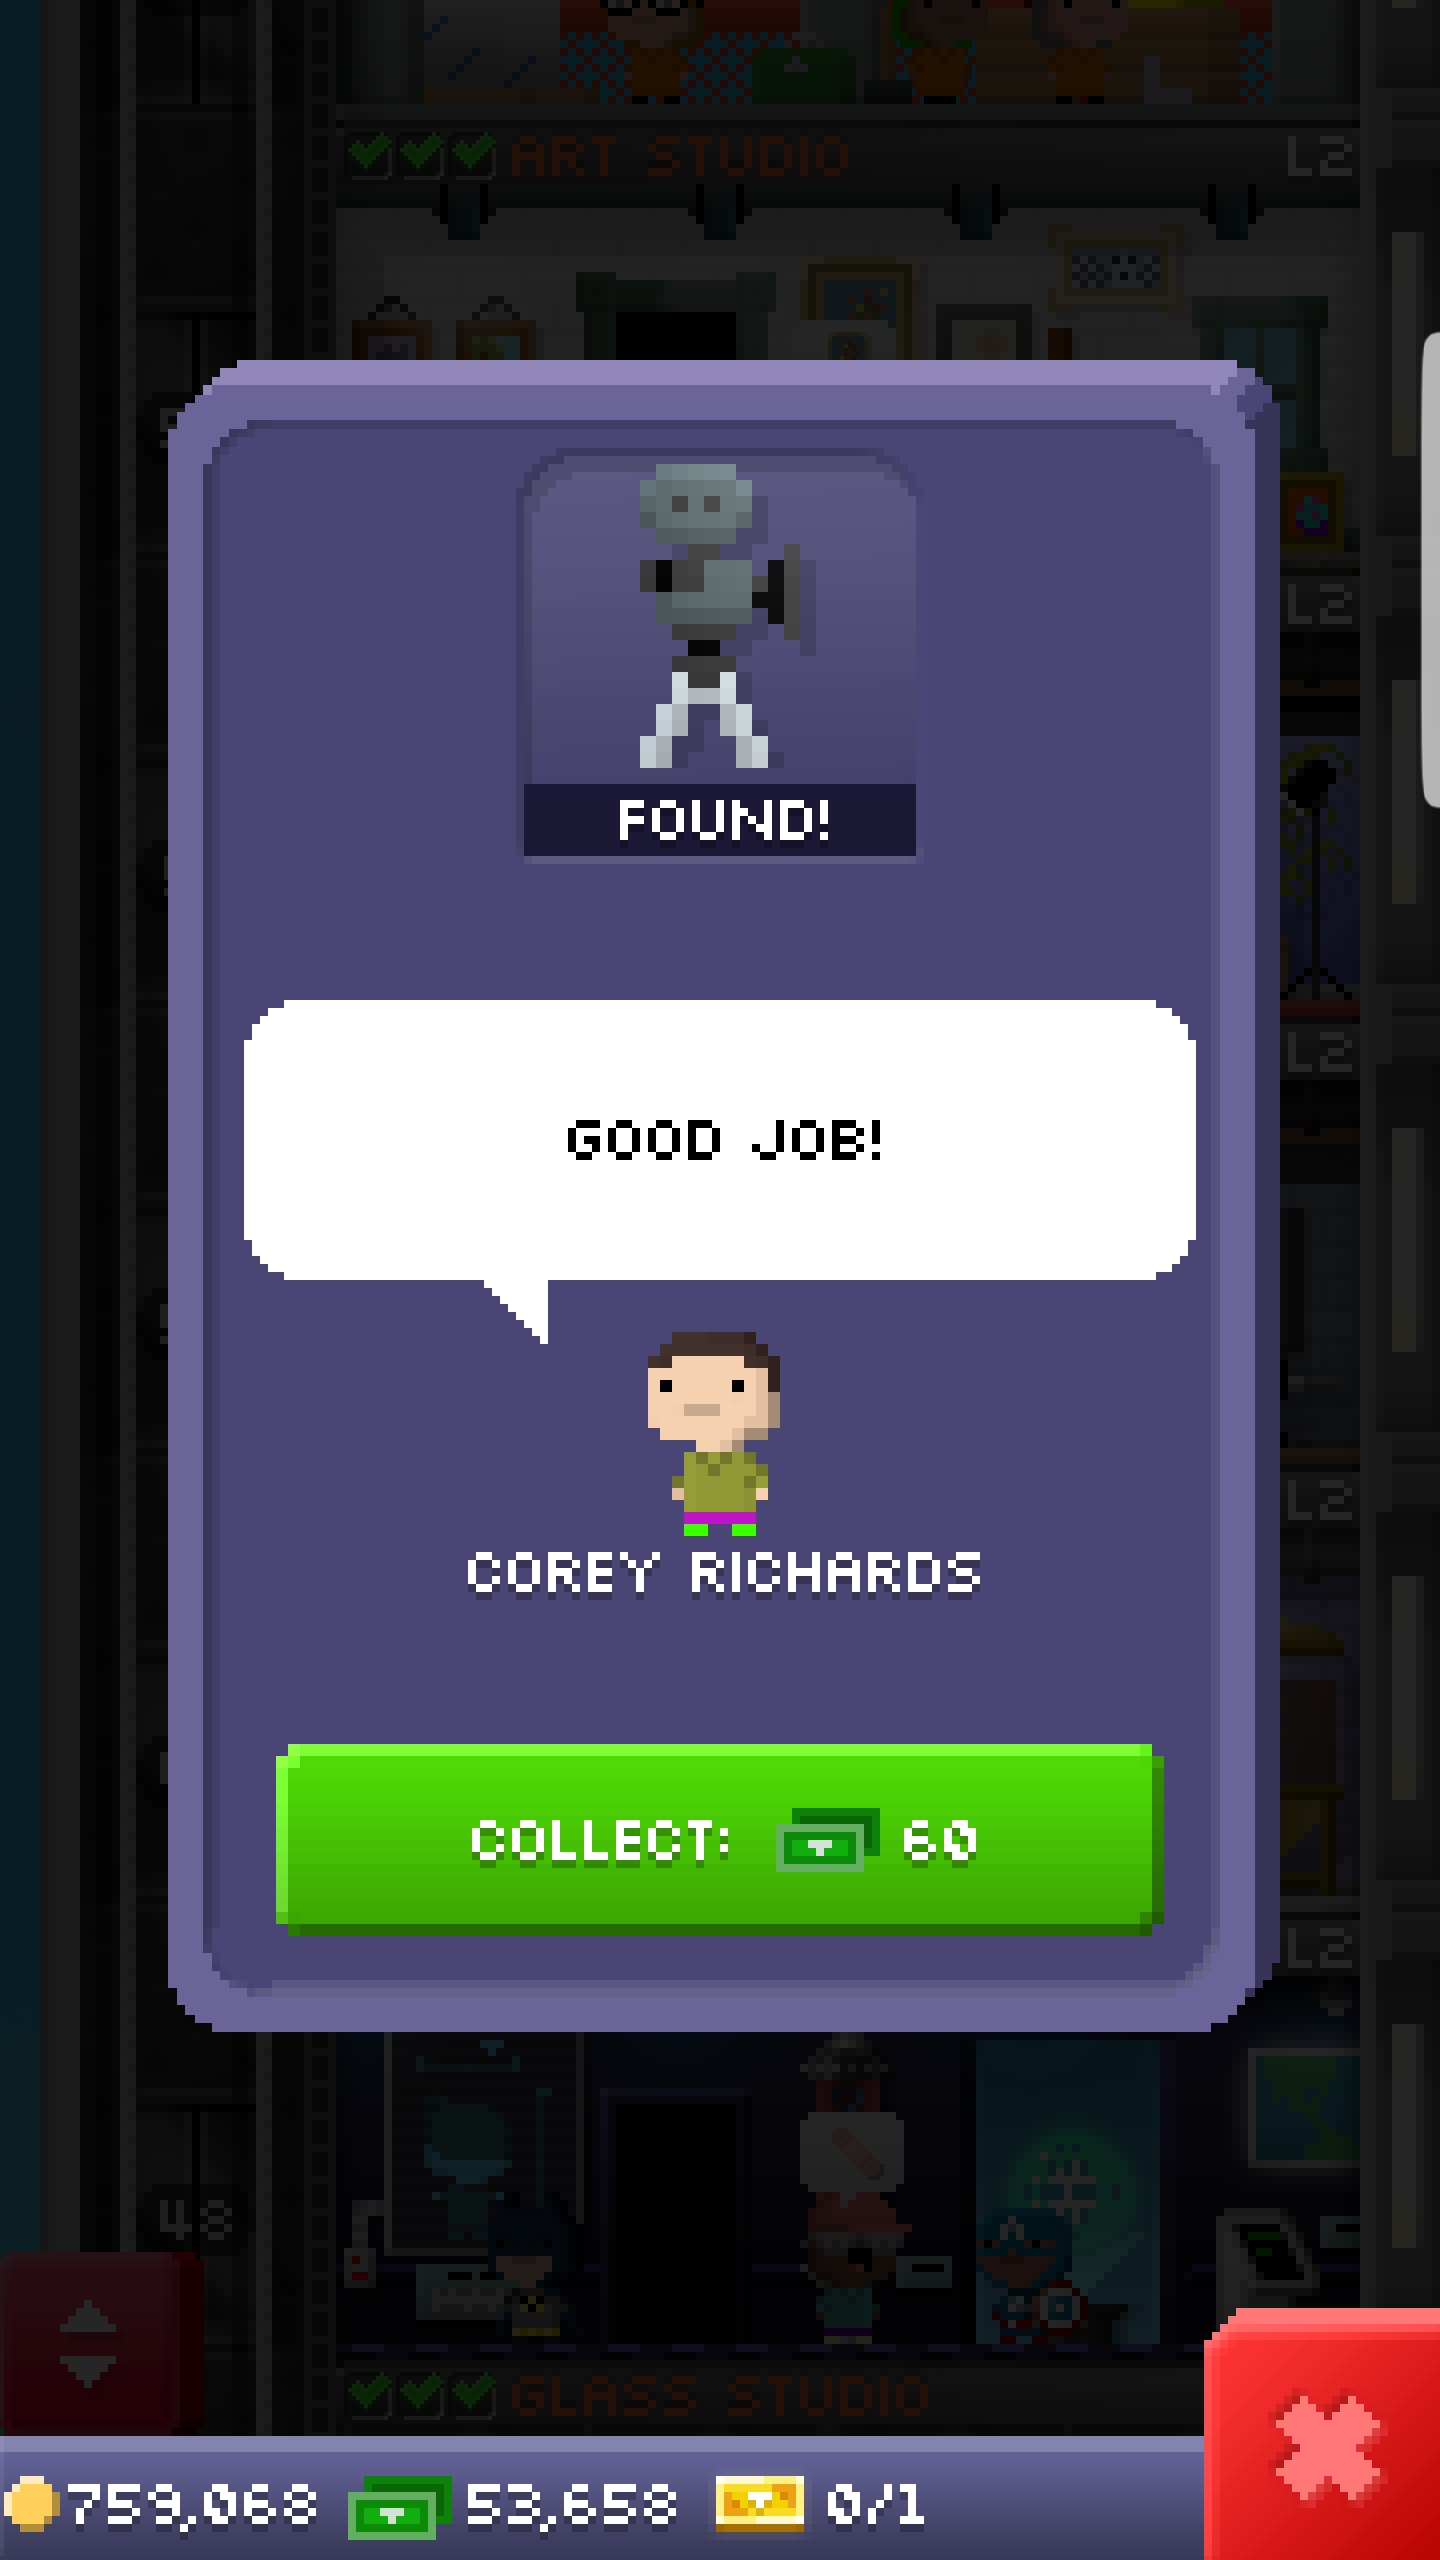 ART STUDIO L2
FOUND!
L2
GOOD JOB!
L2
COREY RICHARDS
L2
COLLECT: 60
L2
48
GLASS STUDIO
759,068 53,658 0/1